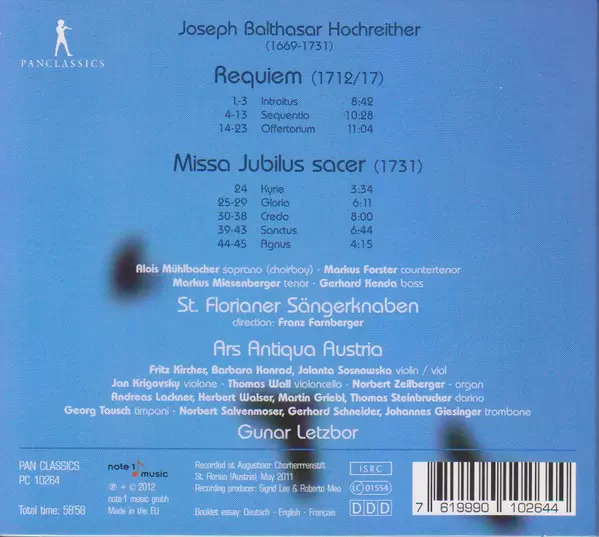 Joseph Balthasar Hochreither
(1669-1731)
PANCLASSICS
Requiem (1712/17)
1.-3 Introitus 8:42
4-13 Sequentia 10:28
14-23 Offertorium 11:04
Missa Jubilus sacer (1731)
24 Kyrie 3:34
25-29 Gloria 6:11
30-38 Credo 8:00
39-43 Sanctus 6:44
44-45 Agnus 4:15
Alois Mühlbacher soprano (choirboy) · Markus Forster countertenor
Markus Miesenberger tenor · Gerhard Kenda bass
St. Florianer Sängerknaben
direction: Franz Farnberger
Ars Antiqua Austria
Fritz Kircher, Barbara Konrad, Jolanta Sosnowska violin / viol
Jan Krigovsky violone · Thomas Wall violoncello · Norbert Zeilberger · organ
Andreas Lackner, Herbert Walser, Martin Griebl, Thomas Steinbrucker clarino
Georg Tausch timpani · Norbert Salvenmoser, Gerhard Schneider, Johannes Giesinger trombone
Gunar Letzbor
PAN CLASSICS
PC 10264
Total time: 58'58
note 1 music
℗ + © 2012
note 1 music gmbh
Made in the EU
Recorded at Augustiner Chorherrenstift
St. Florian (Austria), May 2011
Recording producer: Sigrid Lee & Roberto Meo
Booklet essay: Deutsch · English · Français
ISRC
LC 01554
DDD
7 619990 102644